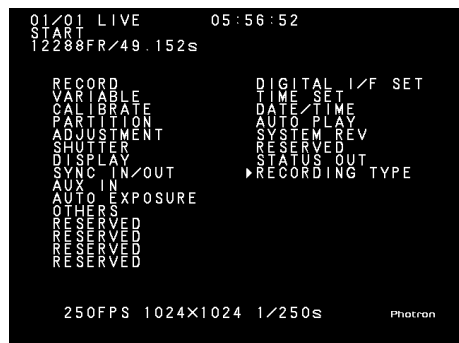 01/01 LIVE 05:56:52
START
12288FR/49.152s
RECORD
VARIABLE
CALIBRATE
PARTITION
ADJUSTMENT
SHUTTER
DISPLAY
SYNC IN/OUT
AUX IN
AUTO EXPOSURE
OTHERS
RESERVED
RESERVED
RESERVED
RESERVED
DIGITAL I/F SET
TIME SET
DATE/TIME
AUTO PLAY
SYSTEM REV
RESERVED
STATUS OUT
▶RECORDING TYPE
250FPS 1024×1024 1/250s
Photron